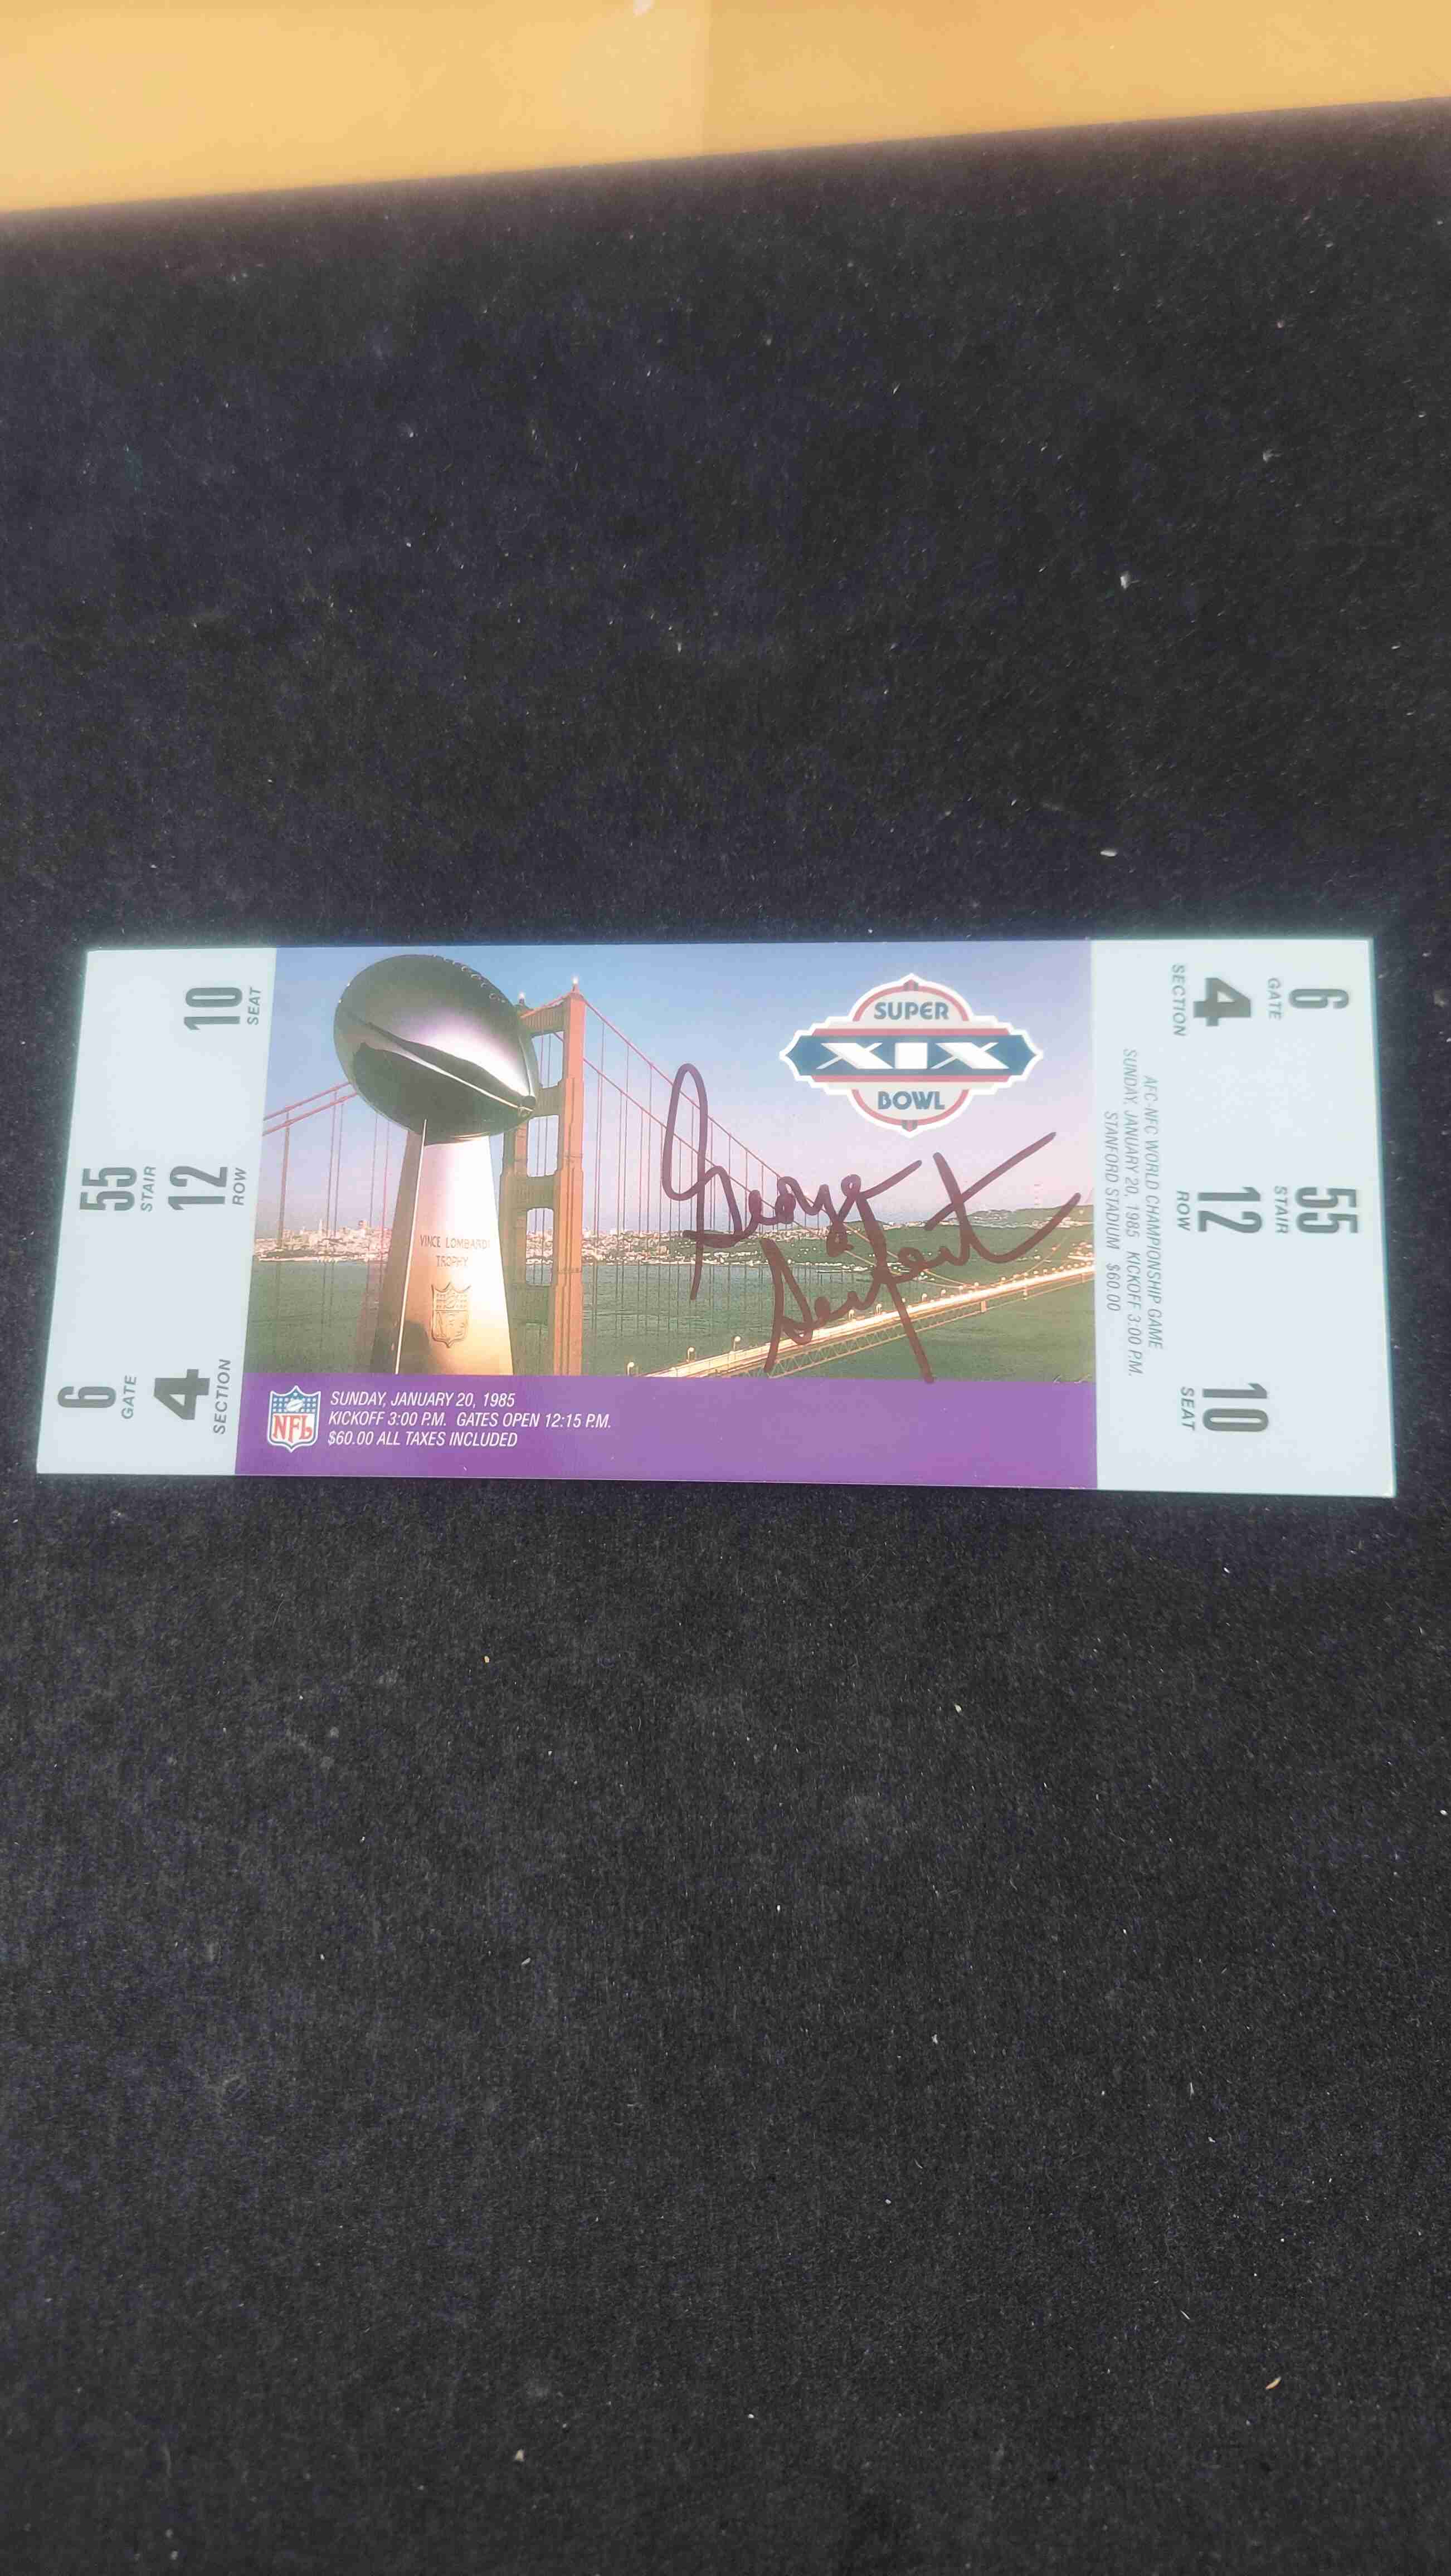 10
SEAT
55
STAIR
12
ROW
6
GATE
4
SECTION
VINCE LOMBARDI
TROPHY
SUPER
XIX
BOWL
George
Seifert
NFL
SUNDAY, JANUARY 20, 1985
KICKOFF 3:00 P.M. GATES OPEN 12:15 P.M.
$60.00 ALL TAXES INCLUDED
6
GATE
4
SECTION
55
STAIR
12
ROW
10
SEAT
AFC-NFC WORLD CHAMPIONSHIP GAME
SUNDAY, JANUARY 20, 1985 KICKOFF 3:00 P.M.
STANFORD STADIUM $60.00